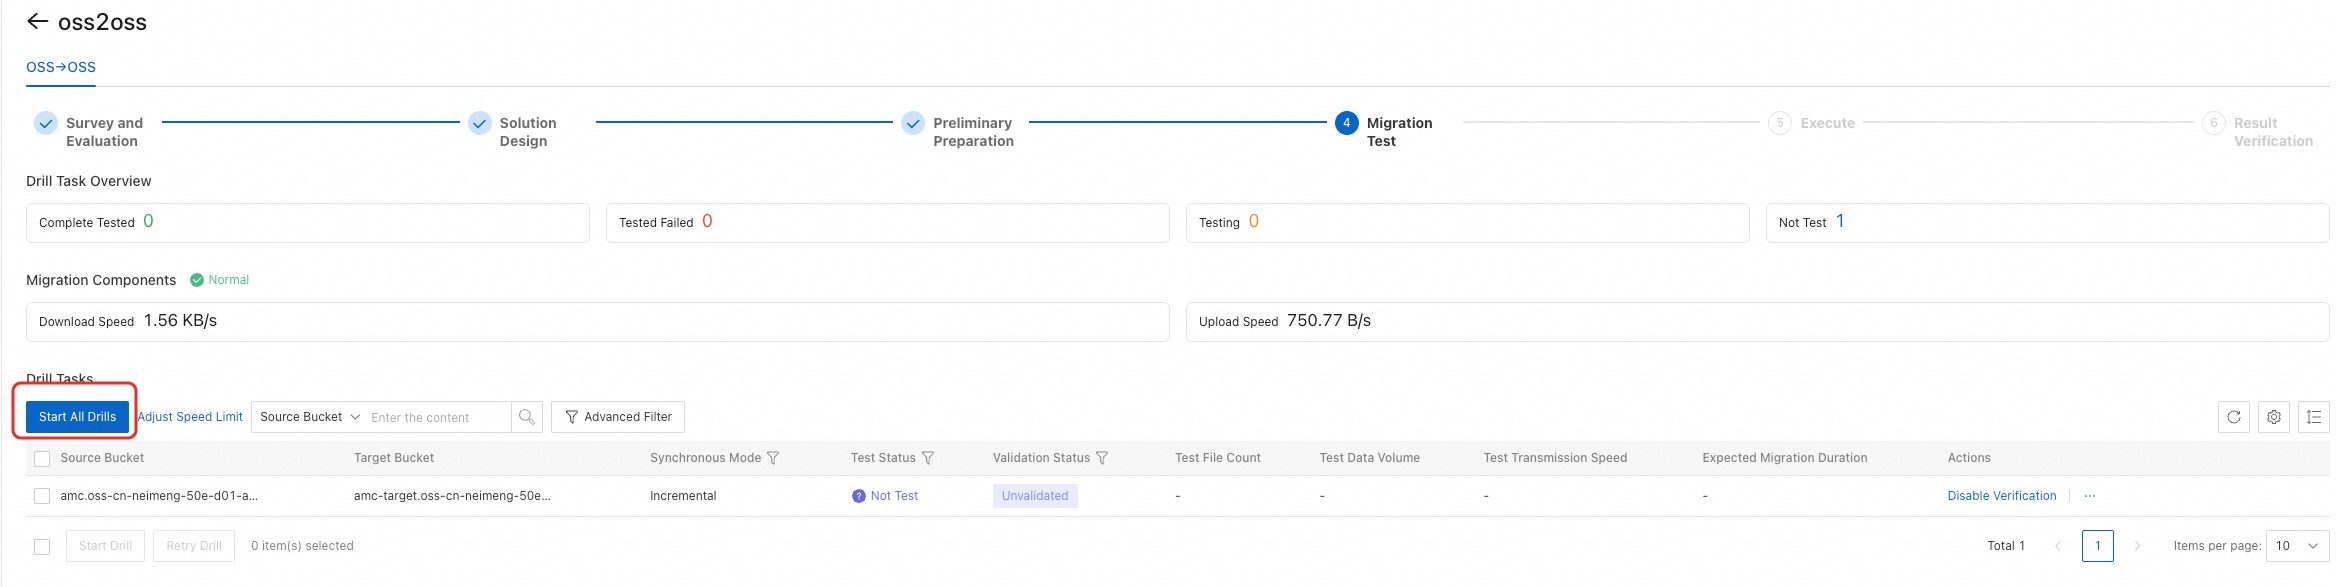 oss2oss
OSS→OSS
Survey and
Evaluation
Solution
Design
Preliminary
Preparation
4
Migration
Test
5
Execute
6
Result
Verification
Drill Task Overview
Complete Tested 0
Tested Failed 0
Testing 0
Not Test 1
Migration Components Normal
Download Speed 1.56 KB/s
Upload Speed 750.77 B/s
Drill Tasks
Start All Drills Adjust Speed Limit Source Bucket Enter the content Advanced Filter
Source Bucket Target Bucket Synchronous Mode Test Status Validation Status Test File Count Test Data Volume Test Transmission Speed Expected Migration Duration Actions
amc.oss-cn-neimeng-50e-d01-a... amc-target.oss-cn-neimeng-50e... Incremental ? Not Test Unvalidated - - - - Disable Verification ...
Start Drill Retry Drill 0 item(s) selected Total 1 < 1 > Items per page: 10